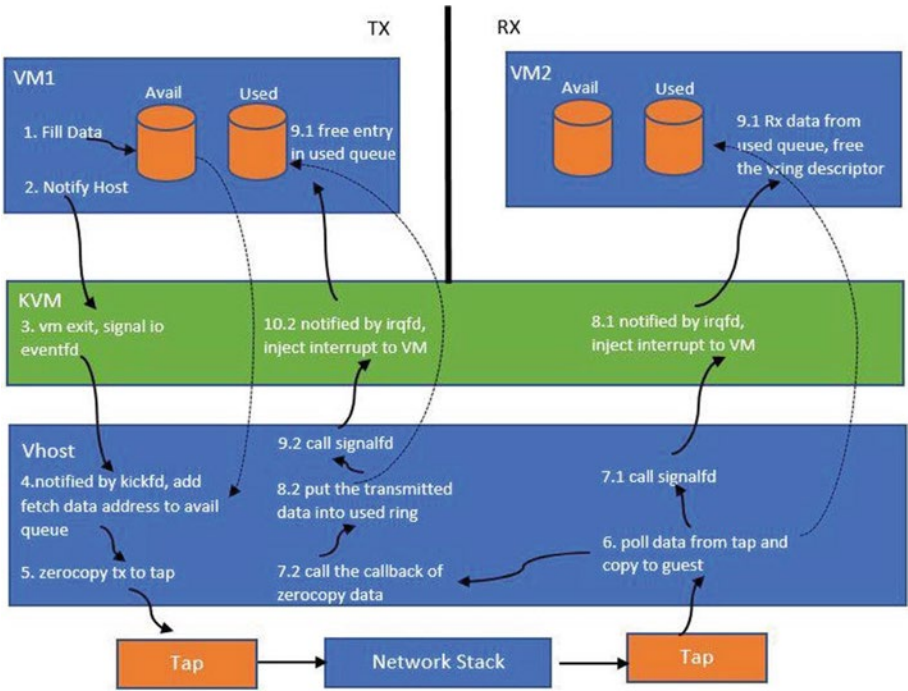 TX
RX
VM1
Avail
Used
1. Fill Data
2. Notify Host
9.1 free entry
in used queue
VM2
Avail
Used
9.1 Rx data from
used queue, free
the vring descriptor
KVM
3. vm exit, signal io
eventfd
10.2 notified by irqfd,
inject interrupt to VM
8.1 notified by irqfd,
inject interrupt to VM
Vhost
4.notified by kickfd, add
fetch data address to avail
queue
5. zerocopy tx to tap
9.2 call signalfd
8.2 put the transmitted
data into used ring
7.2 call the callback of
zerocopy data
7.1 call signalfd
6. poll data from tap and
copy to guest
Tap
Network Stack
Tap